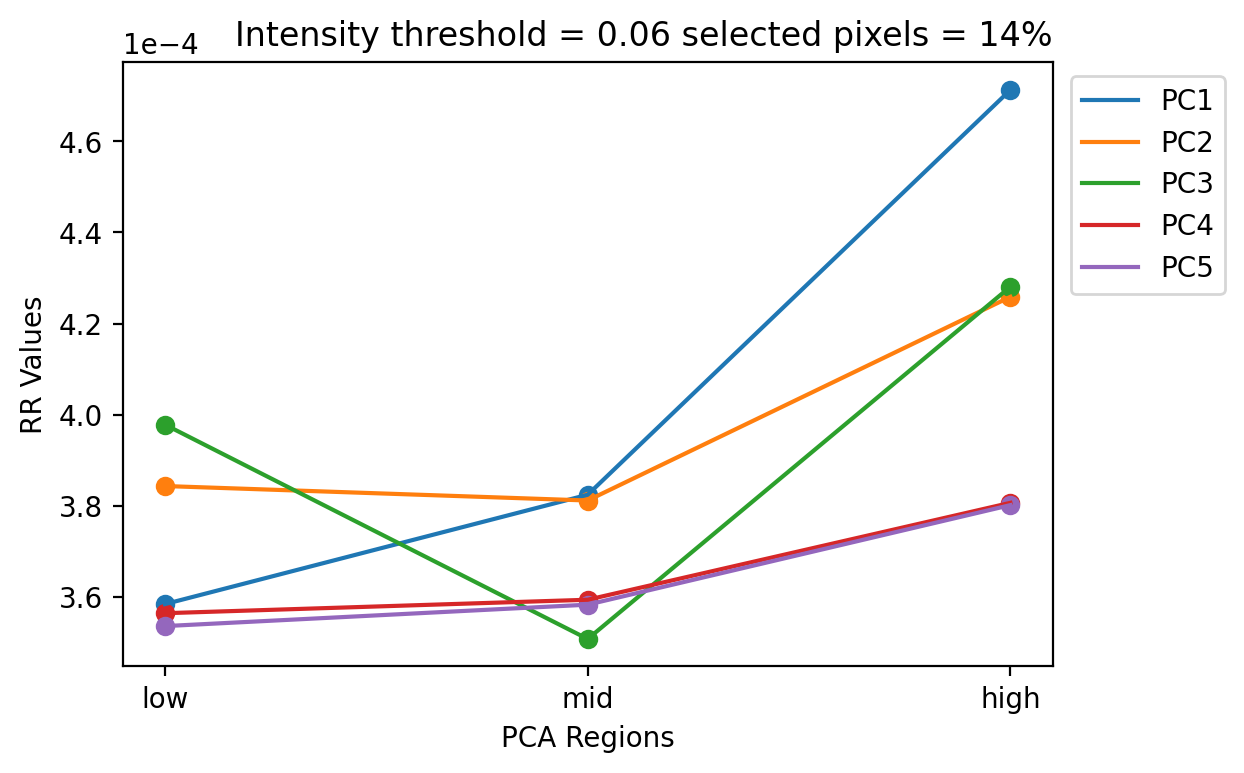 Intensity threshold = 0.06 selected pixels = 14%
1e−4
4.6
4.4
4.2
4.0
3.8
3.6
RR Values
low
mid
high
PCA Regions
PC1
PC2
PC3
PC4
PC5